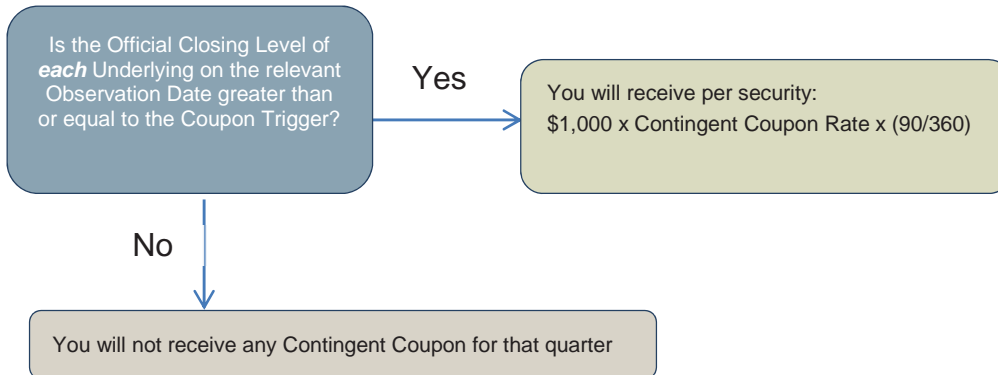 Is the Official Closing Level of
each Underlying on the relevant
Observation Date greater than
or equal to the Coupon Trigger?
Yes
You will receive per security:
$1,000 x Contingent Coupon Rate x (90/360)
No
You will not receive any Contingent Coupon for that quarter